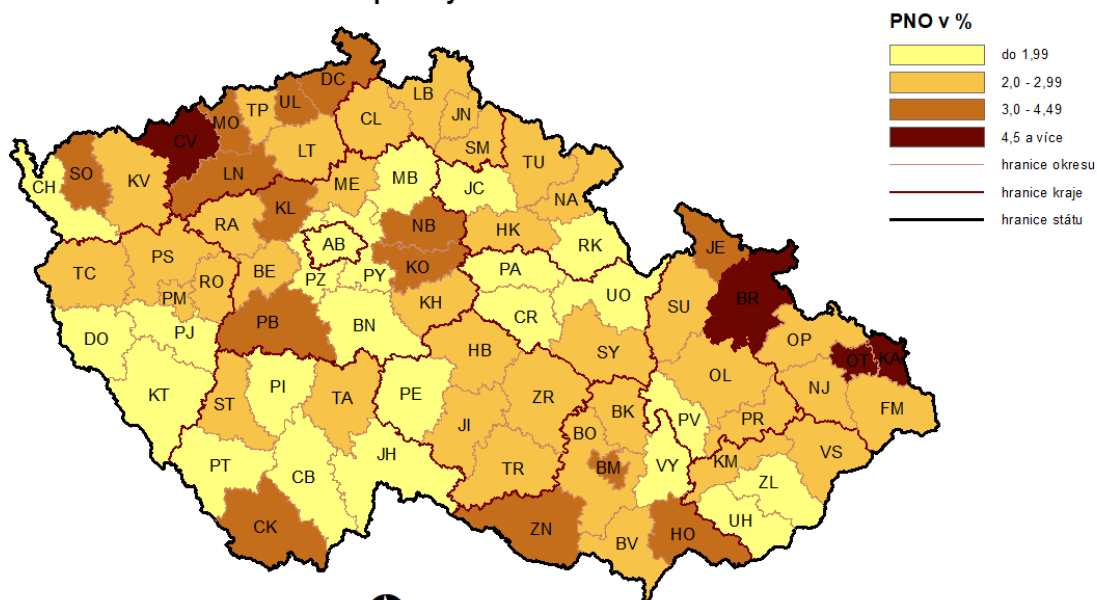 PNO v %
do 1,99
2,0 - 2,99
3,0 - 4,49
4,5 a více
hranice okresu
hranice kraje
hranice státu
DC
LB
UL
TP
JN
MO
CL
CV
SM
LT
TU
LN
SO
KV
ME
MB
JC
CH
NA
KL
RA
NB
HK
AB
RK
JE
PS
KO
PA
TC
BE
PZ
PY
RO
UO
BR
PM
KH
SU
CR
PB
BN
DO
PJ
OP
HB
SY
OT
KA
OL
NJ
PI
KT
TA
PE
ZR
ST
FM
BK
PV
PR
JI
BO
VS
JH
KM
PT
TR
BM
VY
CB
ZL
UH
CK
ZN
HO
BV